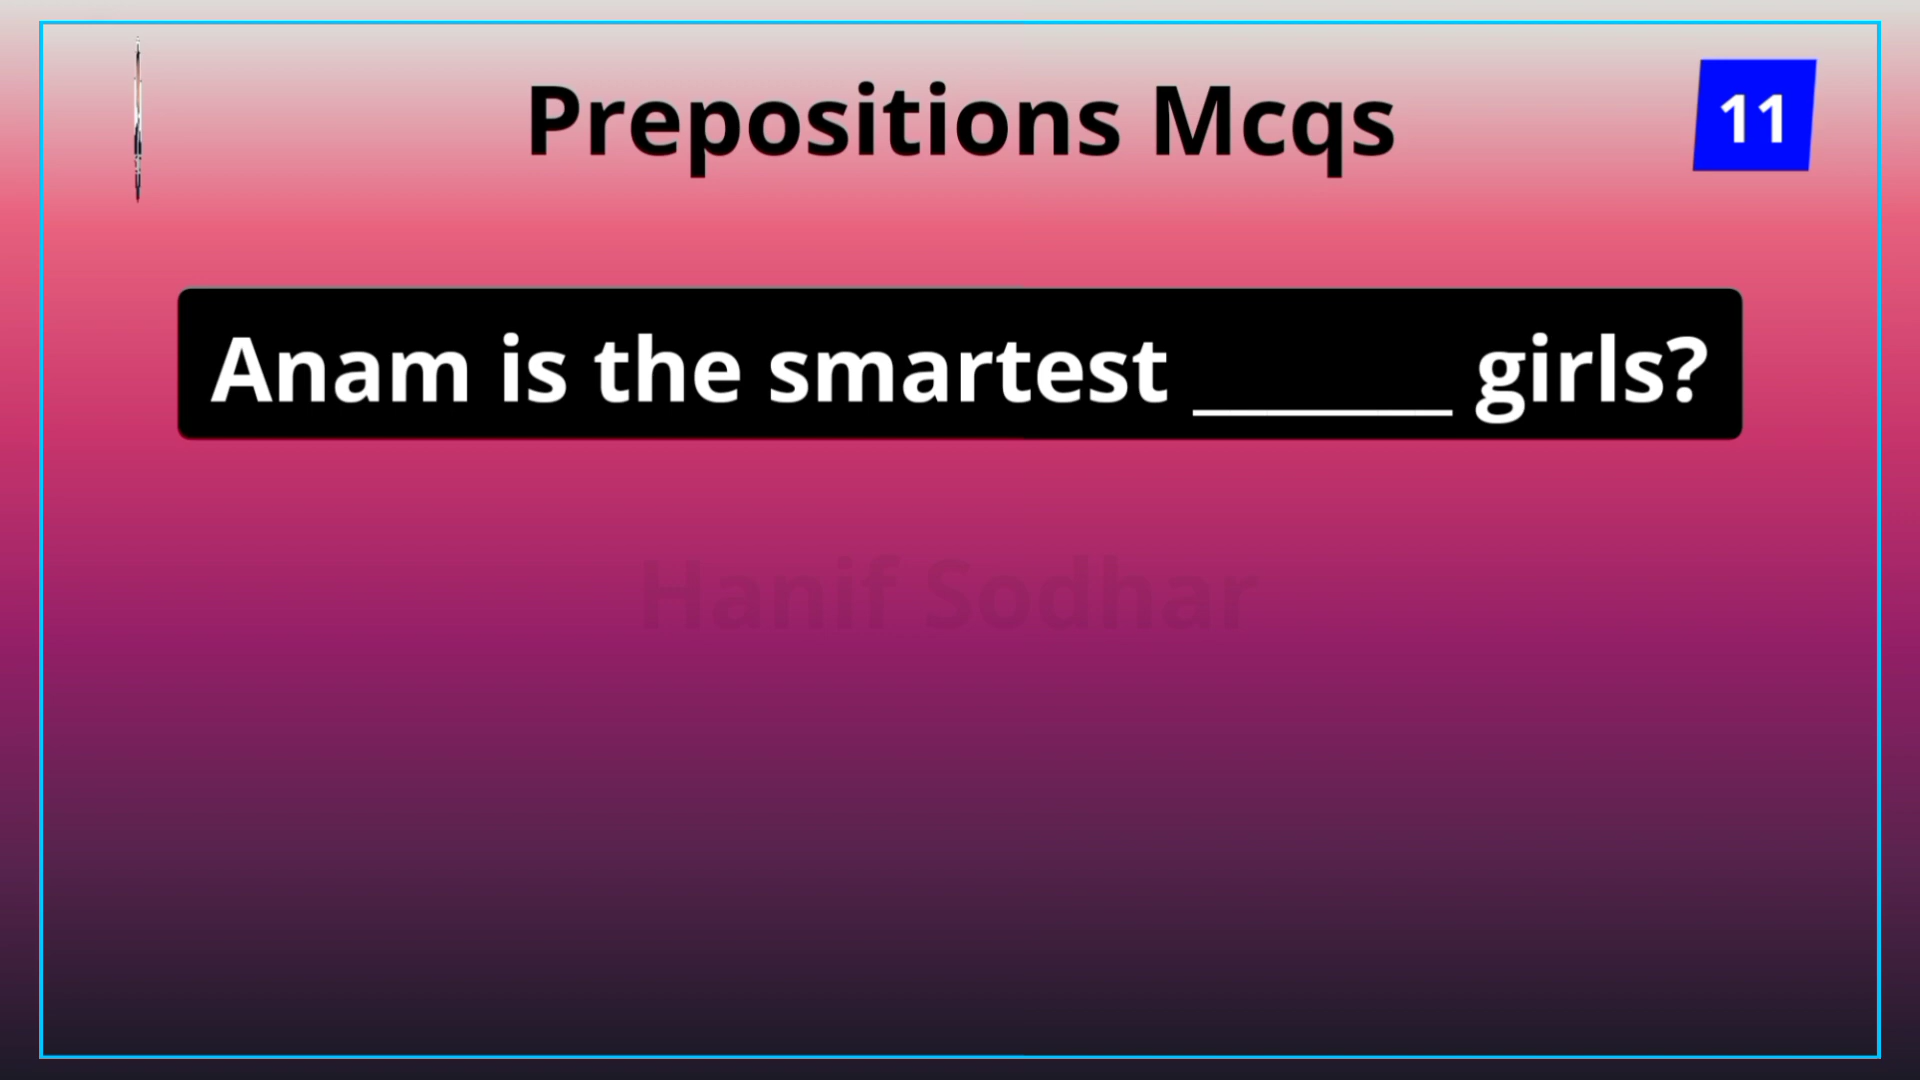 Prepositions Mcqs
11
Anam is the smartest _______ girls?
Hanif Sodhar